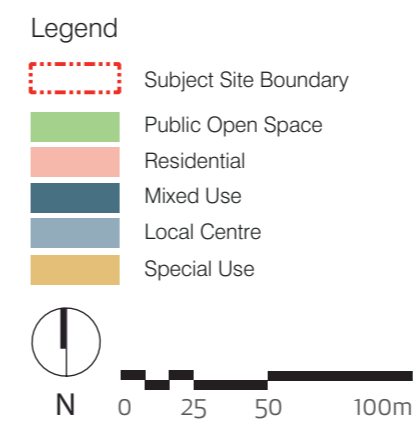 Legend
Subject Site Boundary
Public Open Space
Residential
Mixed Use
Local Centre
Special Use
N 0 25 50 100m